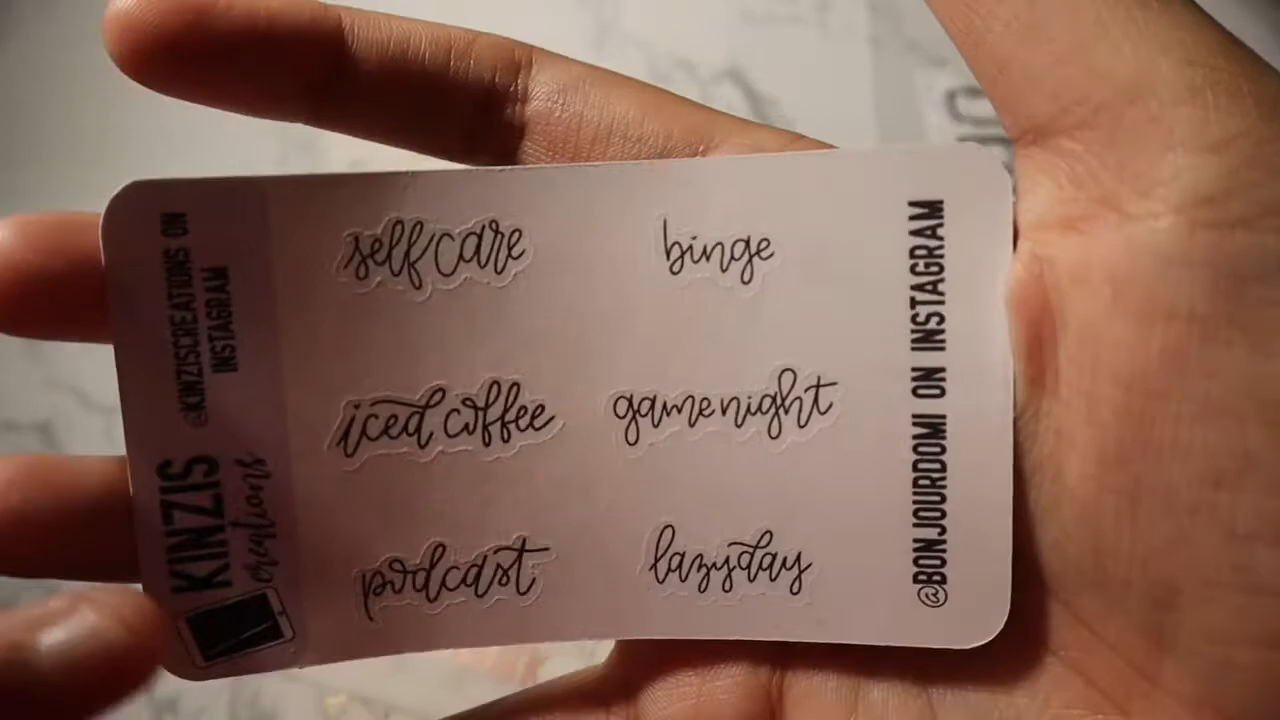 @KINZISCREATIONS ON
INSTAGRAM
KINZIS
creations
self care
binge
iced coffee
game night
podcast
lazy day
@BONJOURDOMI ON INSTAGRAM